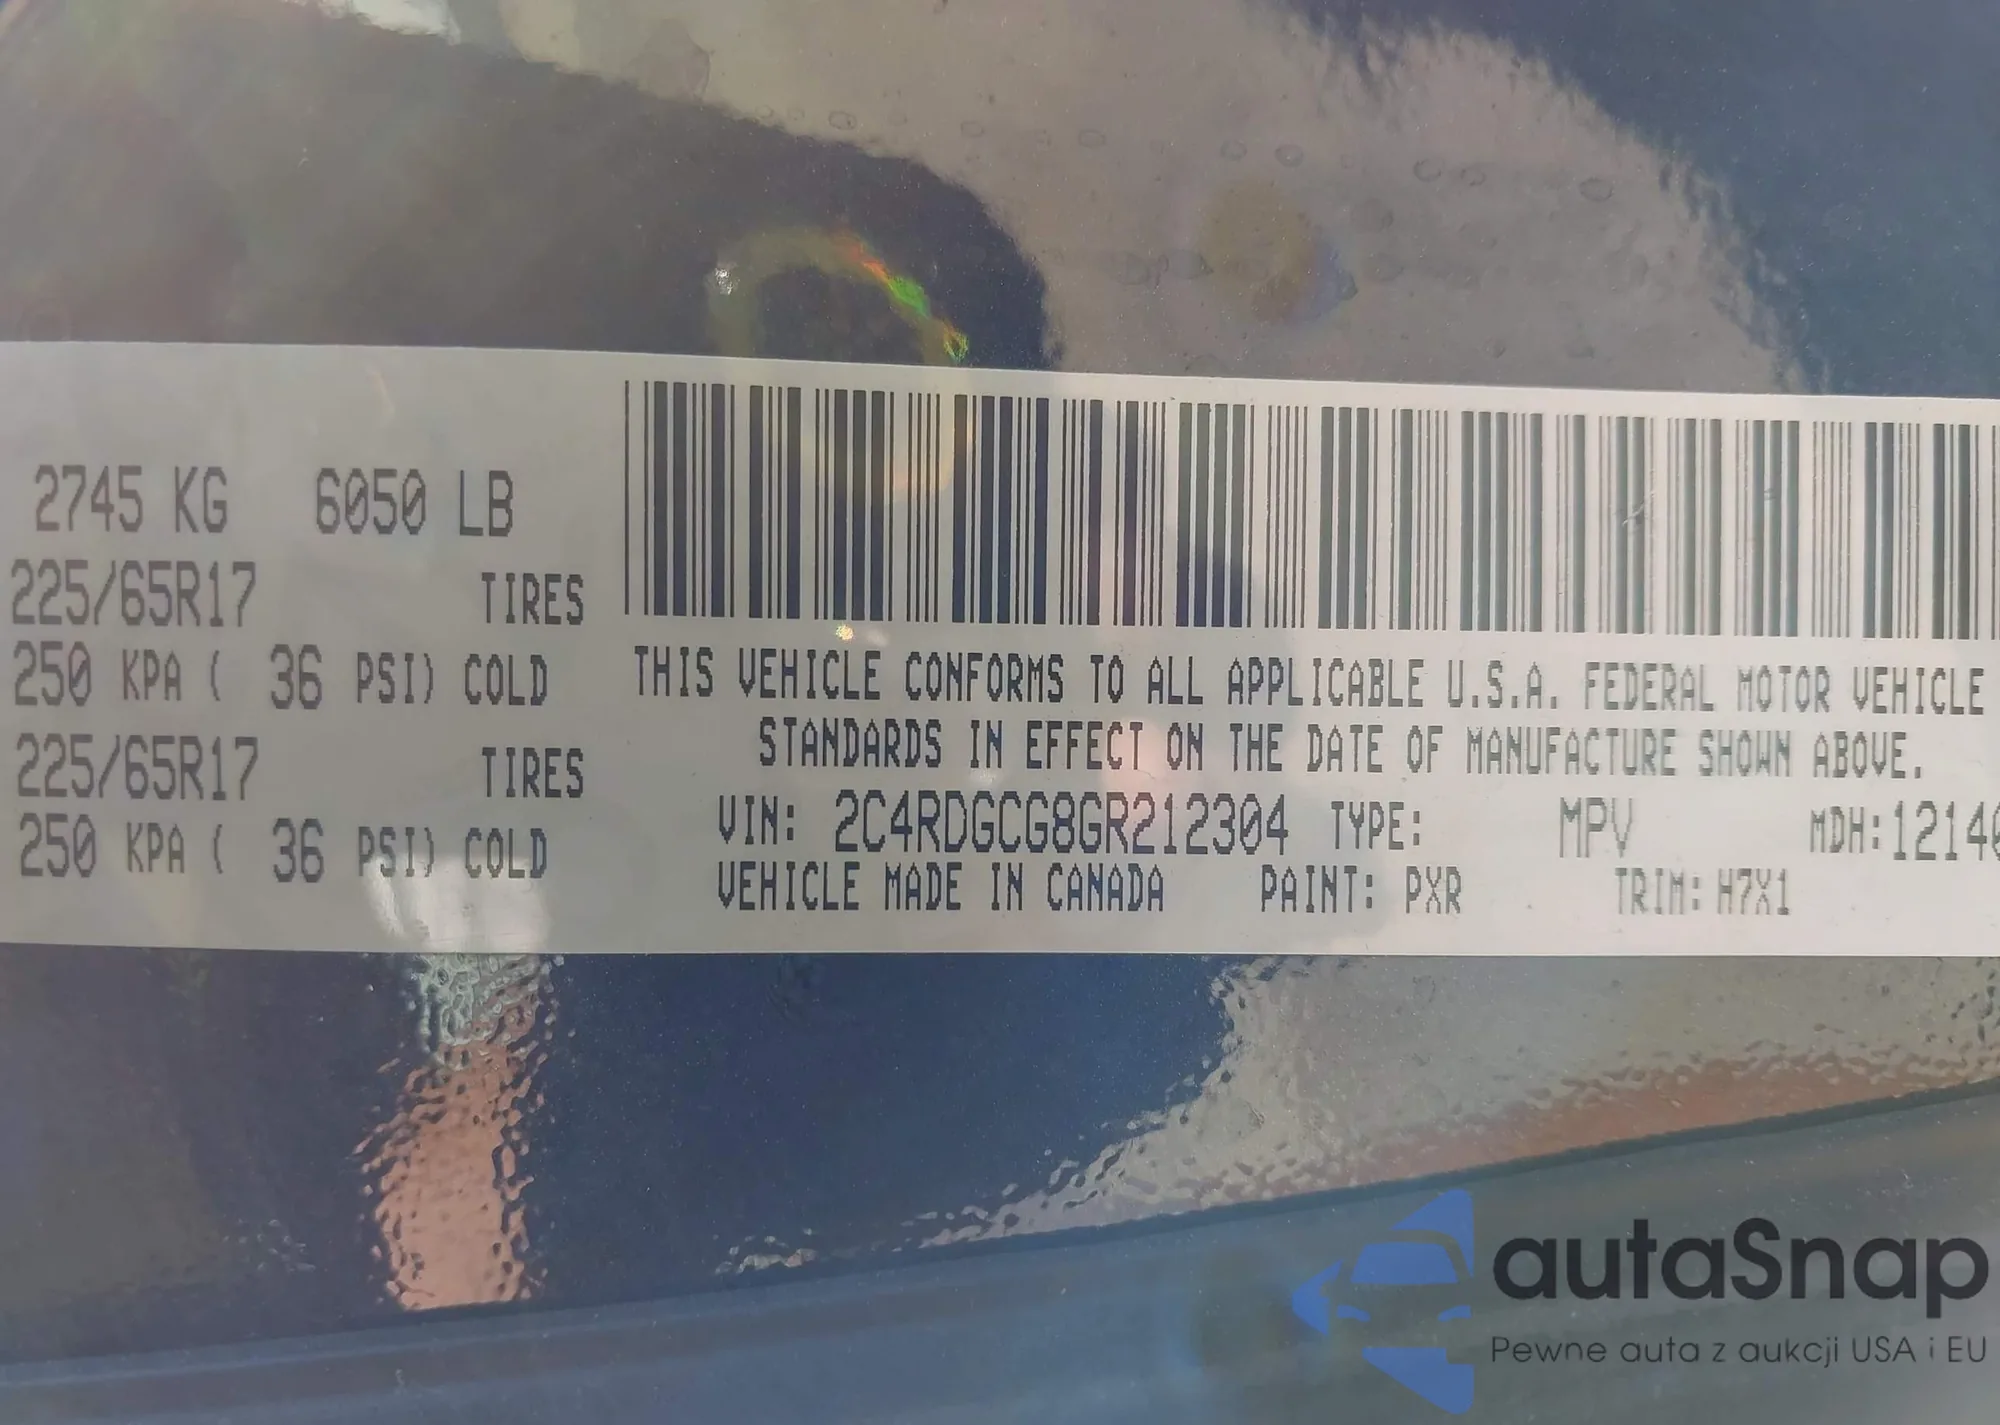 2745 KG 6050 LB
225/65R17 TIRES
250 KPA ( 36 PSI) COLD
225/65R17 TIRES
250 KPA ( 36 PSI) COLD
THIS VEHICLE CONFORMS TO ALL APPLICABLE U.S.A. FEDERAL MOTOR VEHICLE
STANDARDS IN EFFECT ON THE DATE OF MANUFACTURE SHOWN ABOVE.
VIN: 2C4RDGCG8GR212304 TYPE: MPV MDH:
VEHICLE MADE IN CANADA PAINT: PXR TRIM: H7X1
autaSnap
Pewne auta z aukcji USA i EU